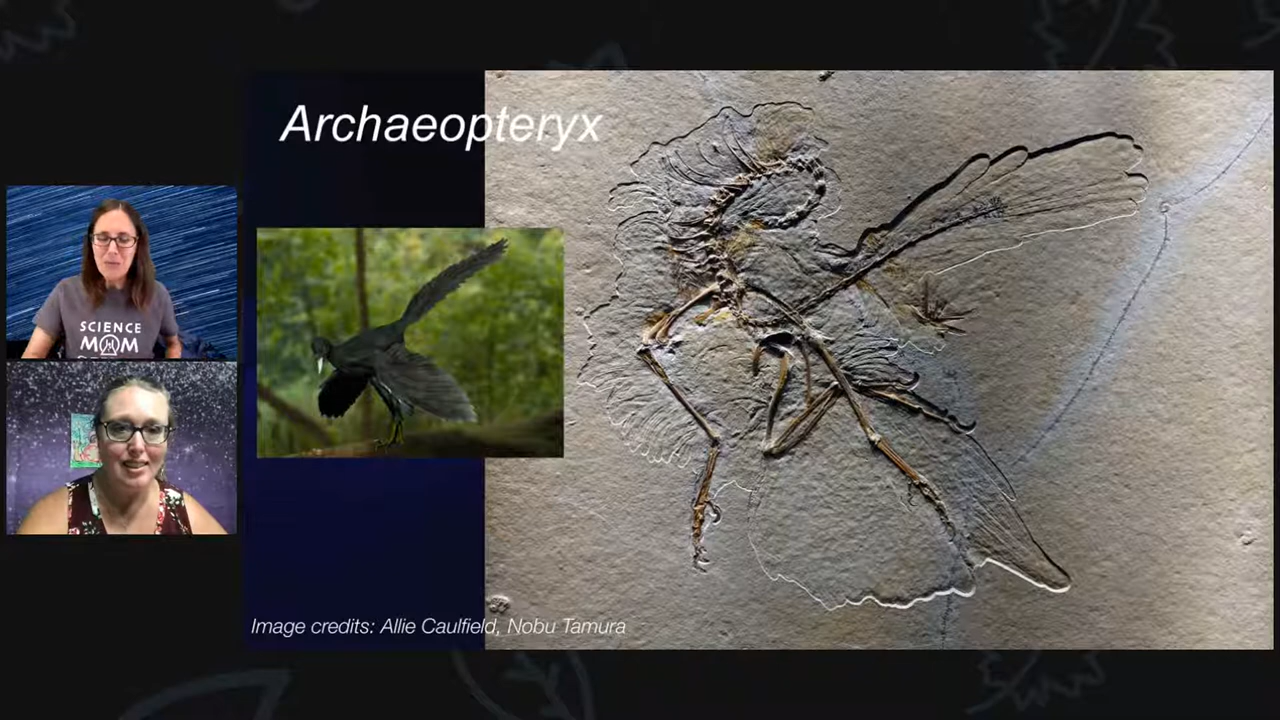 Archaeopteryx
SCIENCE
MOM
Image credits: Allie Caulfield, Nobu Tamura